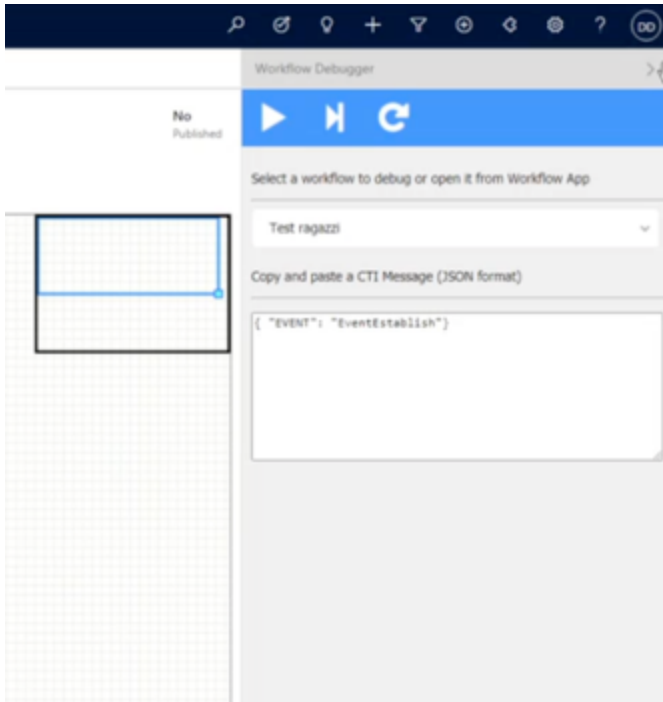 ?
DD
Workflow Debugger
No
Published
Select a workflow to debug or open it from Workflow App
Test ragazzi
Copy and paste a CTI Message (JSON format)
{ "EVENT": "EventEstablish"}